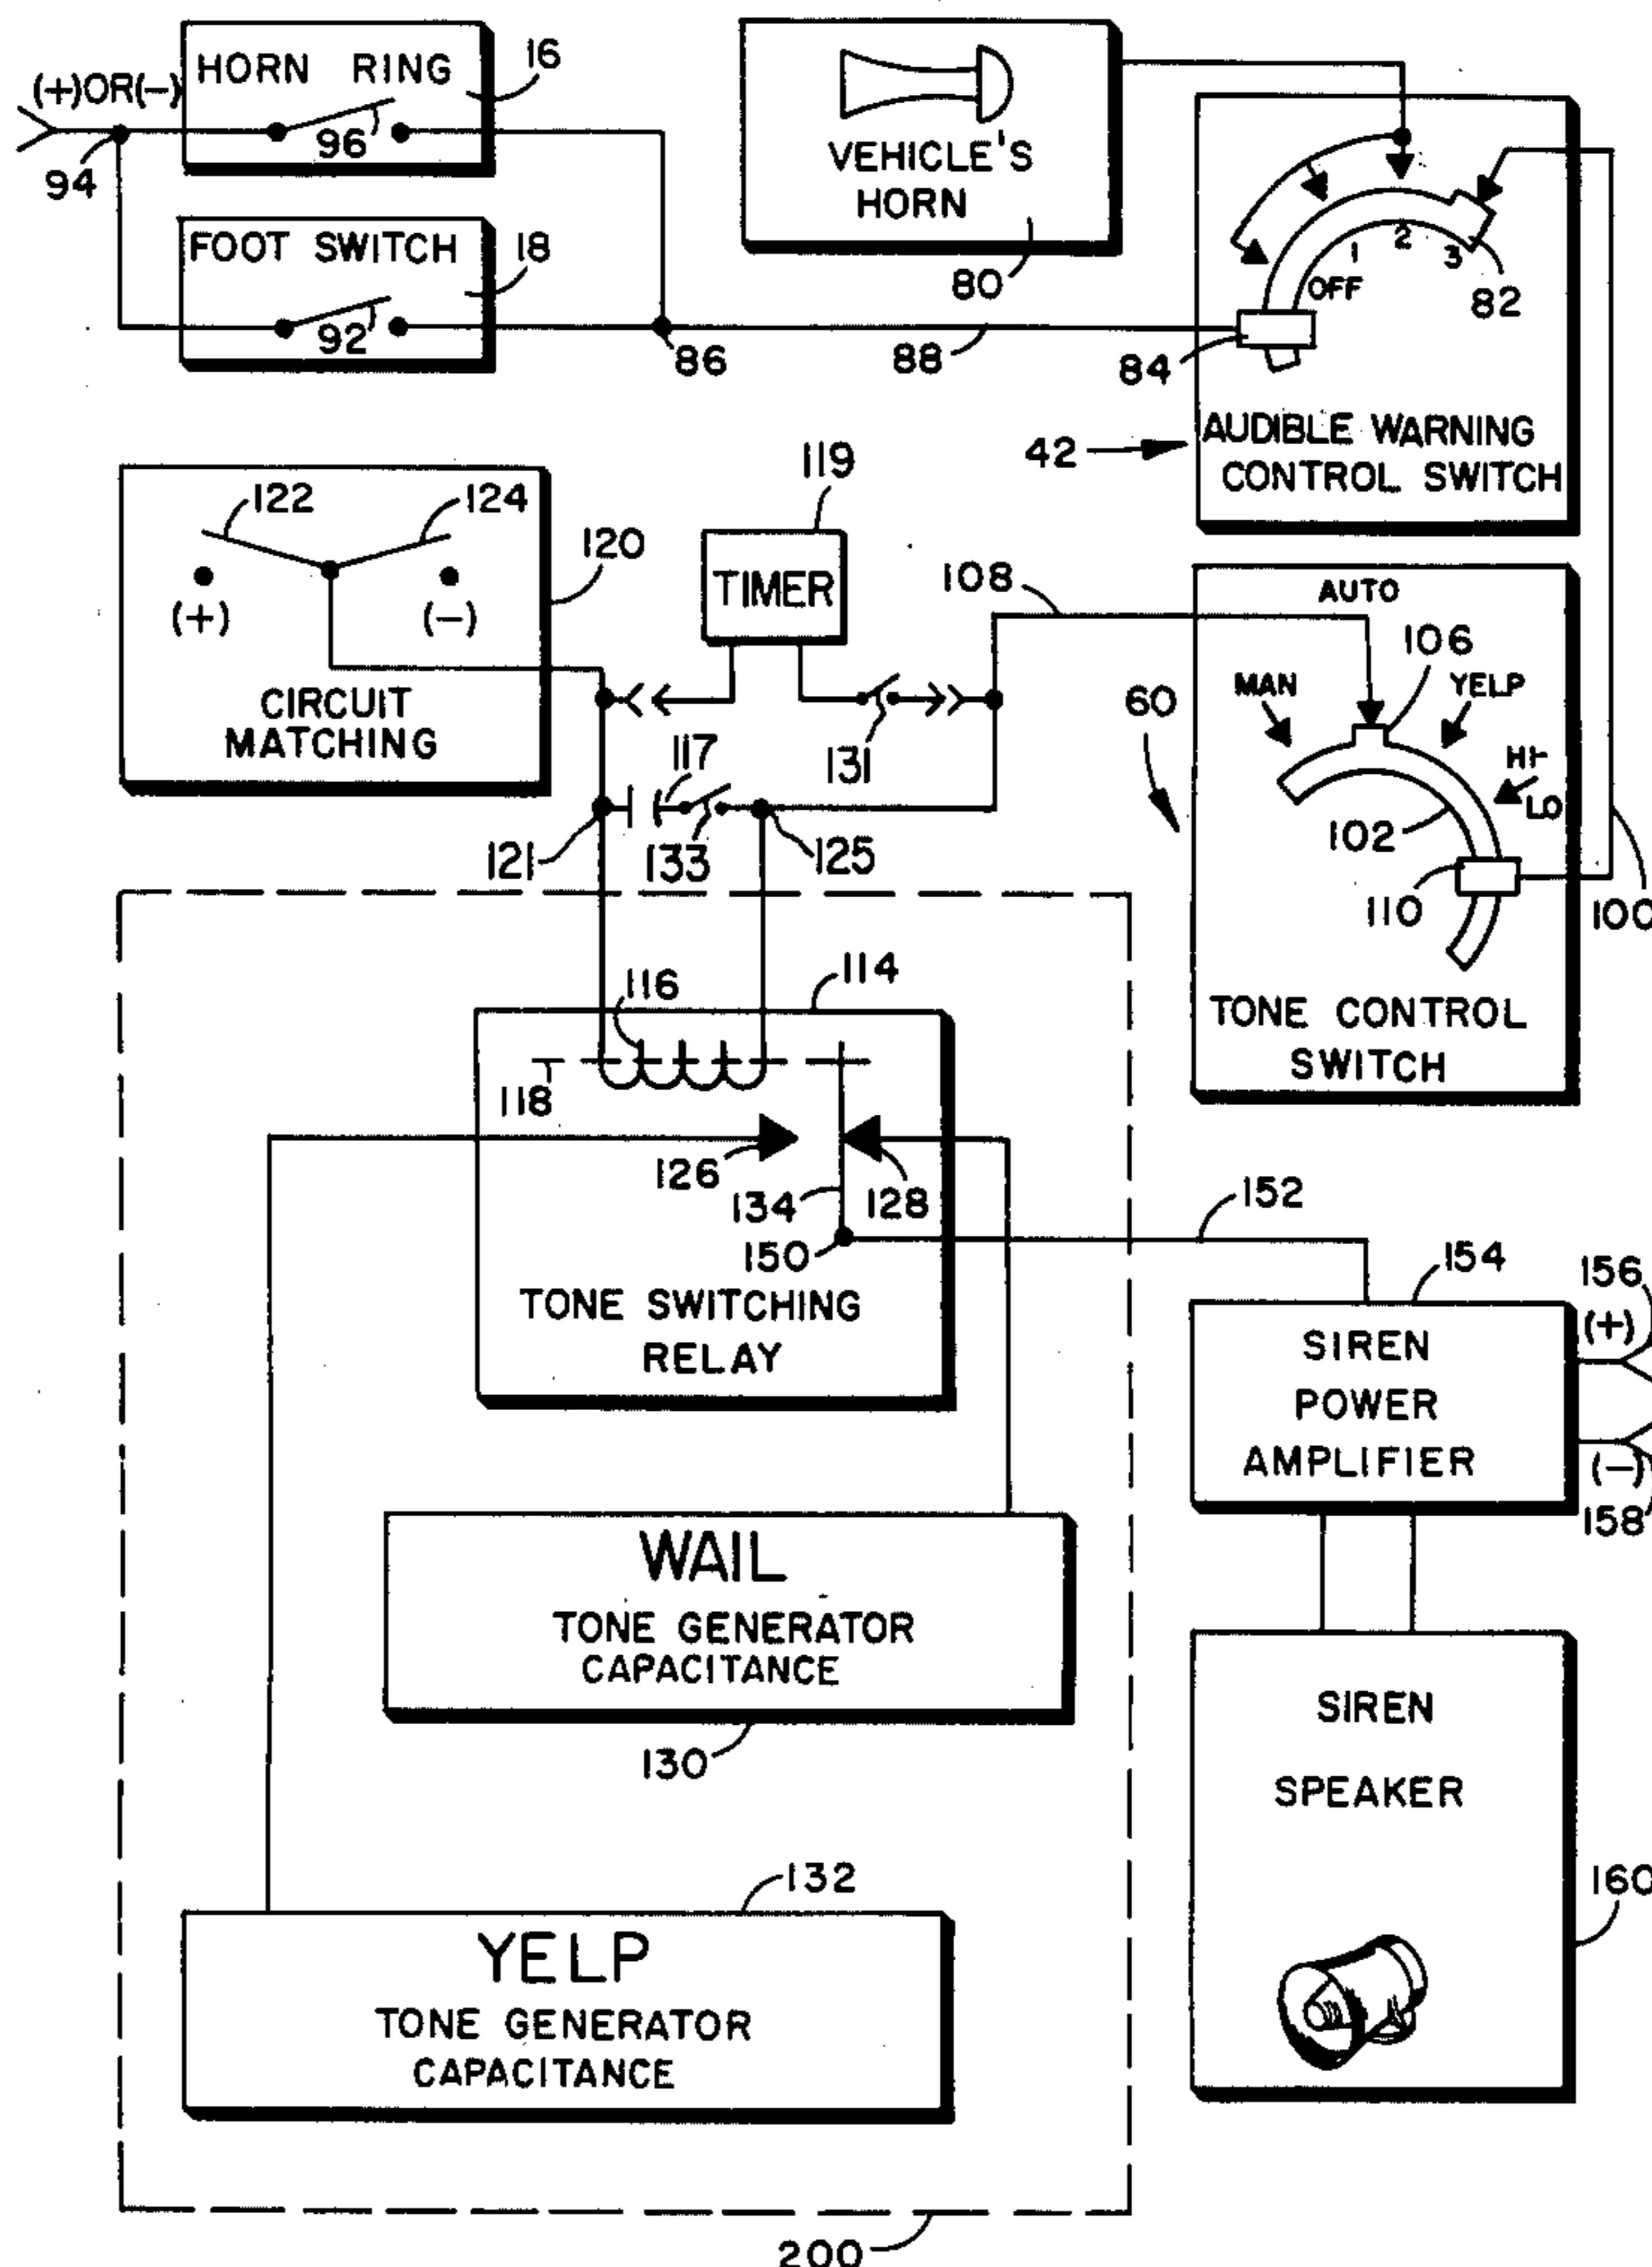 (+)OR(-)
HORN RING
16
96
94
FOOT SWITCH
18
92
86
88
VEHICLE'S
HORN
80
OFF
1
2
3
82
84
42
AUDIBLE WARNING
CONTROL SWITCH
122
124
(+)
(-)
120
CIRCUIT
MATCHING
119
TIMER
108
131
117
121
133
125
60
AUTO
106
MAN
YELP
HI-
LO
102
110
100
TONE CONTROL
SWITCH
114
116
118
126
134
128
150
TONE SWITCHING
RELAY
152
154
156
(+)
SIREN
POWER
AMPLIFIER
(-)
158
WAIL
TONE GENERATOR
CAPACITANCE
130
SIREN
SPEAKER
160
132
YELP
TONE GENERATOR
CAPACITANCE
200